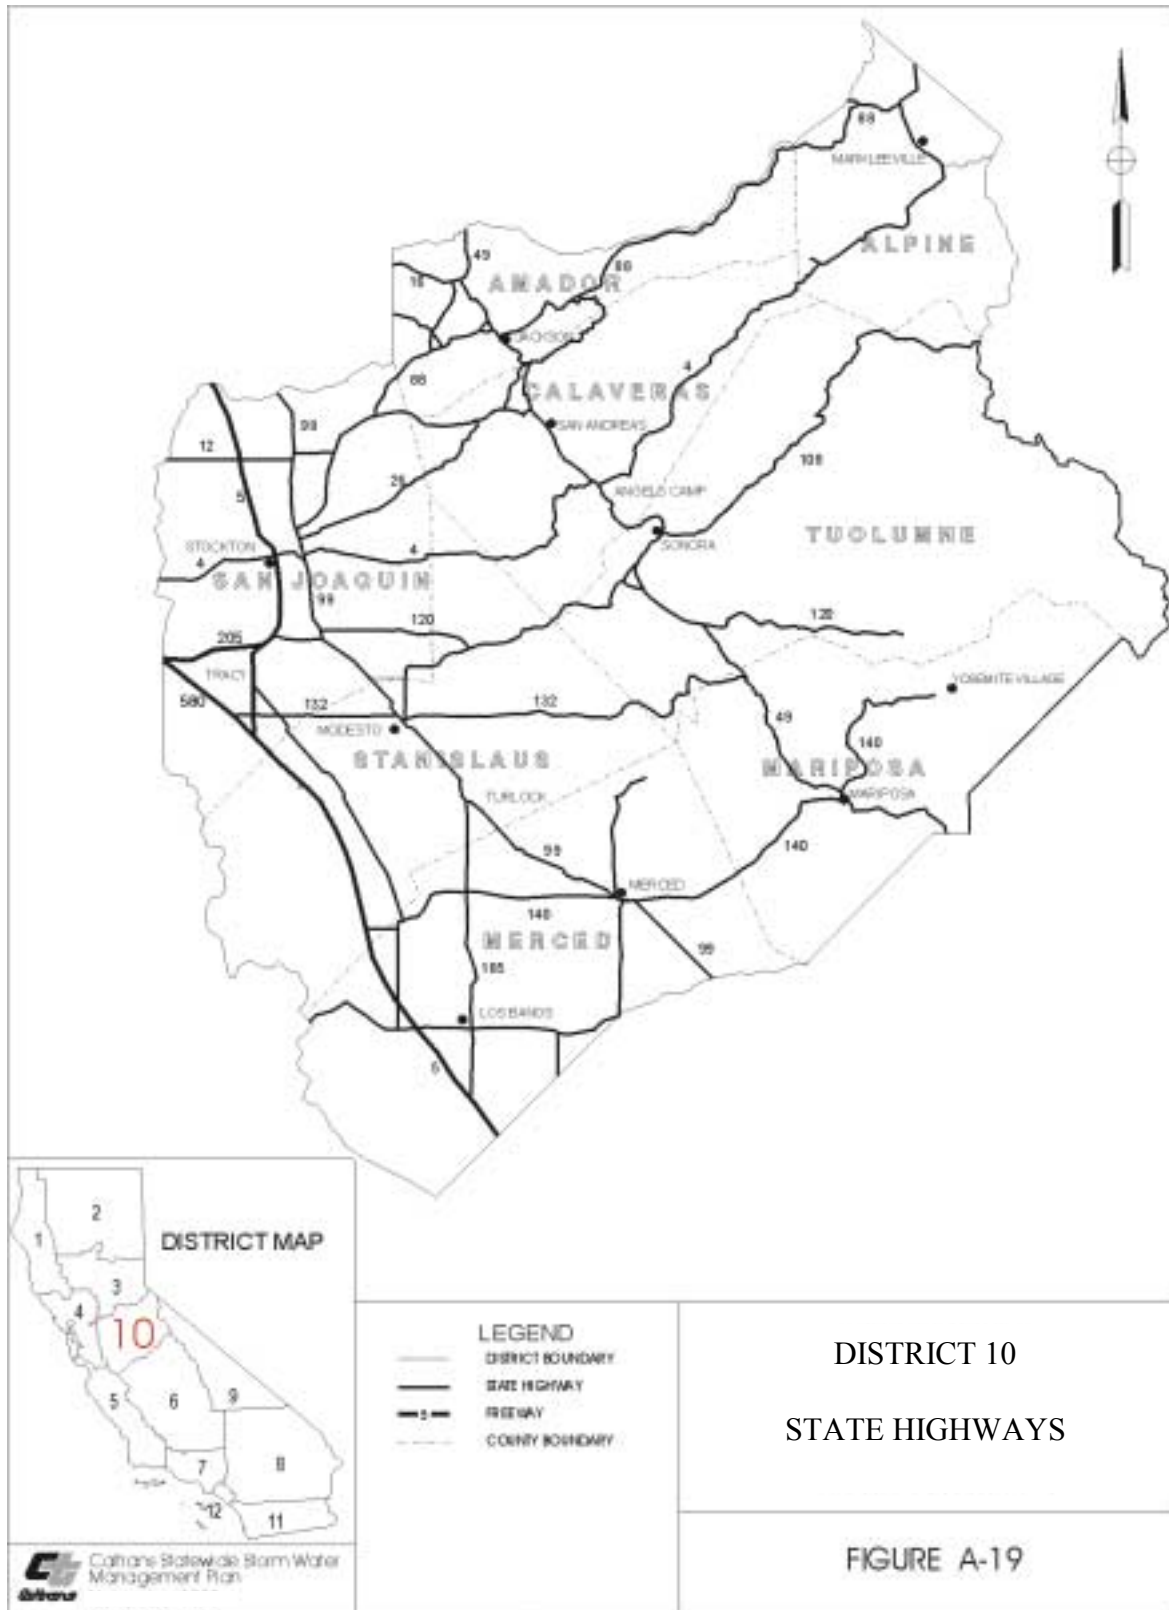 88
MARKLEEVILLE
ALPINE
49
88
16
AMADOR
JACKSON
4
88
CALAVERAS
SAN ANDREAS
99
12
108
26
5
ANGELS CAMP
TUOLUMNE
SONORA
STOCKTON
4
4
SAN JOAQUIN
99
120
120
205
TRACY
YOSEMITE VILLAGE
580
132
132
49
MODESTO
140
STANISLAUS
MARIPOSA
TURLOCK
MARIPOSA
99
140
MERCED
140
MERCED
99
165
LOS BANOS
5
DISTRICT MAP
1
2
3
4
10
5
6
9
7
8
12
11
Caltrans Statewide Storm Water
Management Plan
Caltrans
LEGEND
DISTRICT BOUNDARY
STATE HIGHWAY
5
FREEWAY
COUNTY BOUNDARY
DISTRICT 10
STATE HIGHWAYS
FIGURE A-19